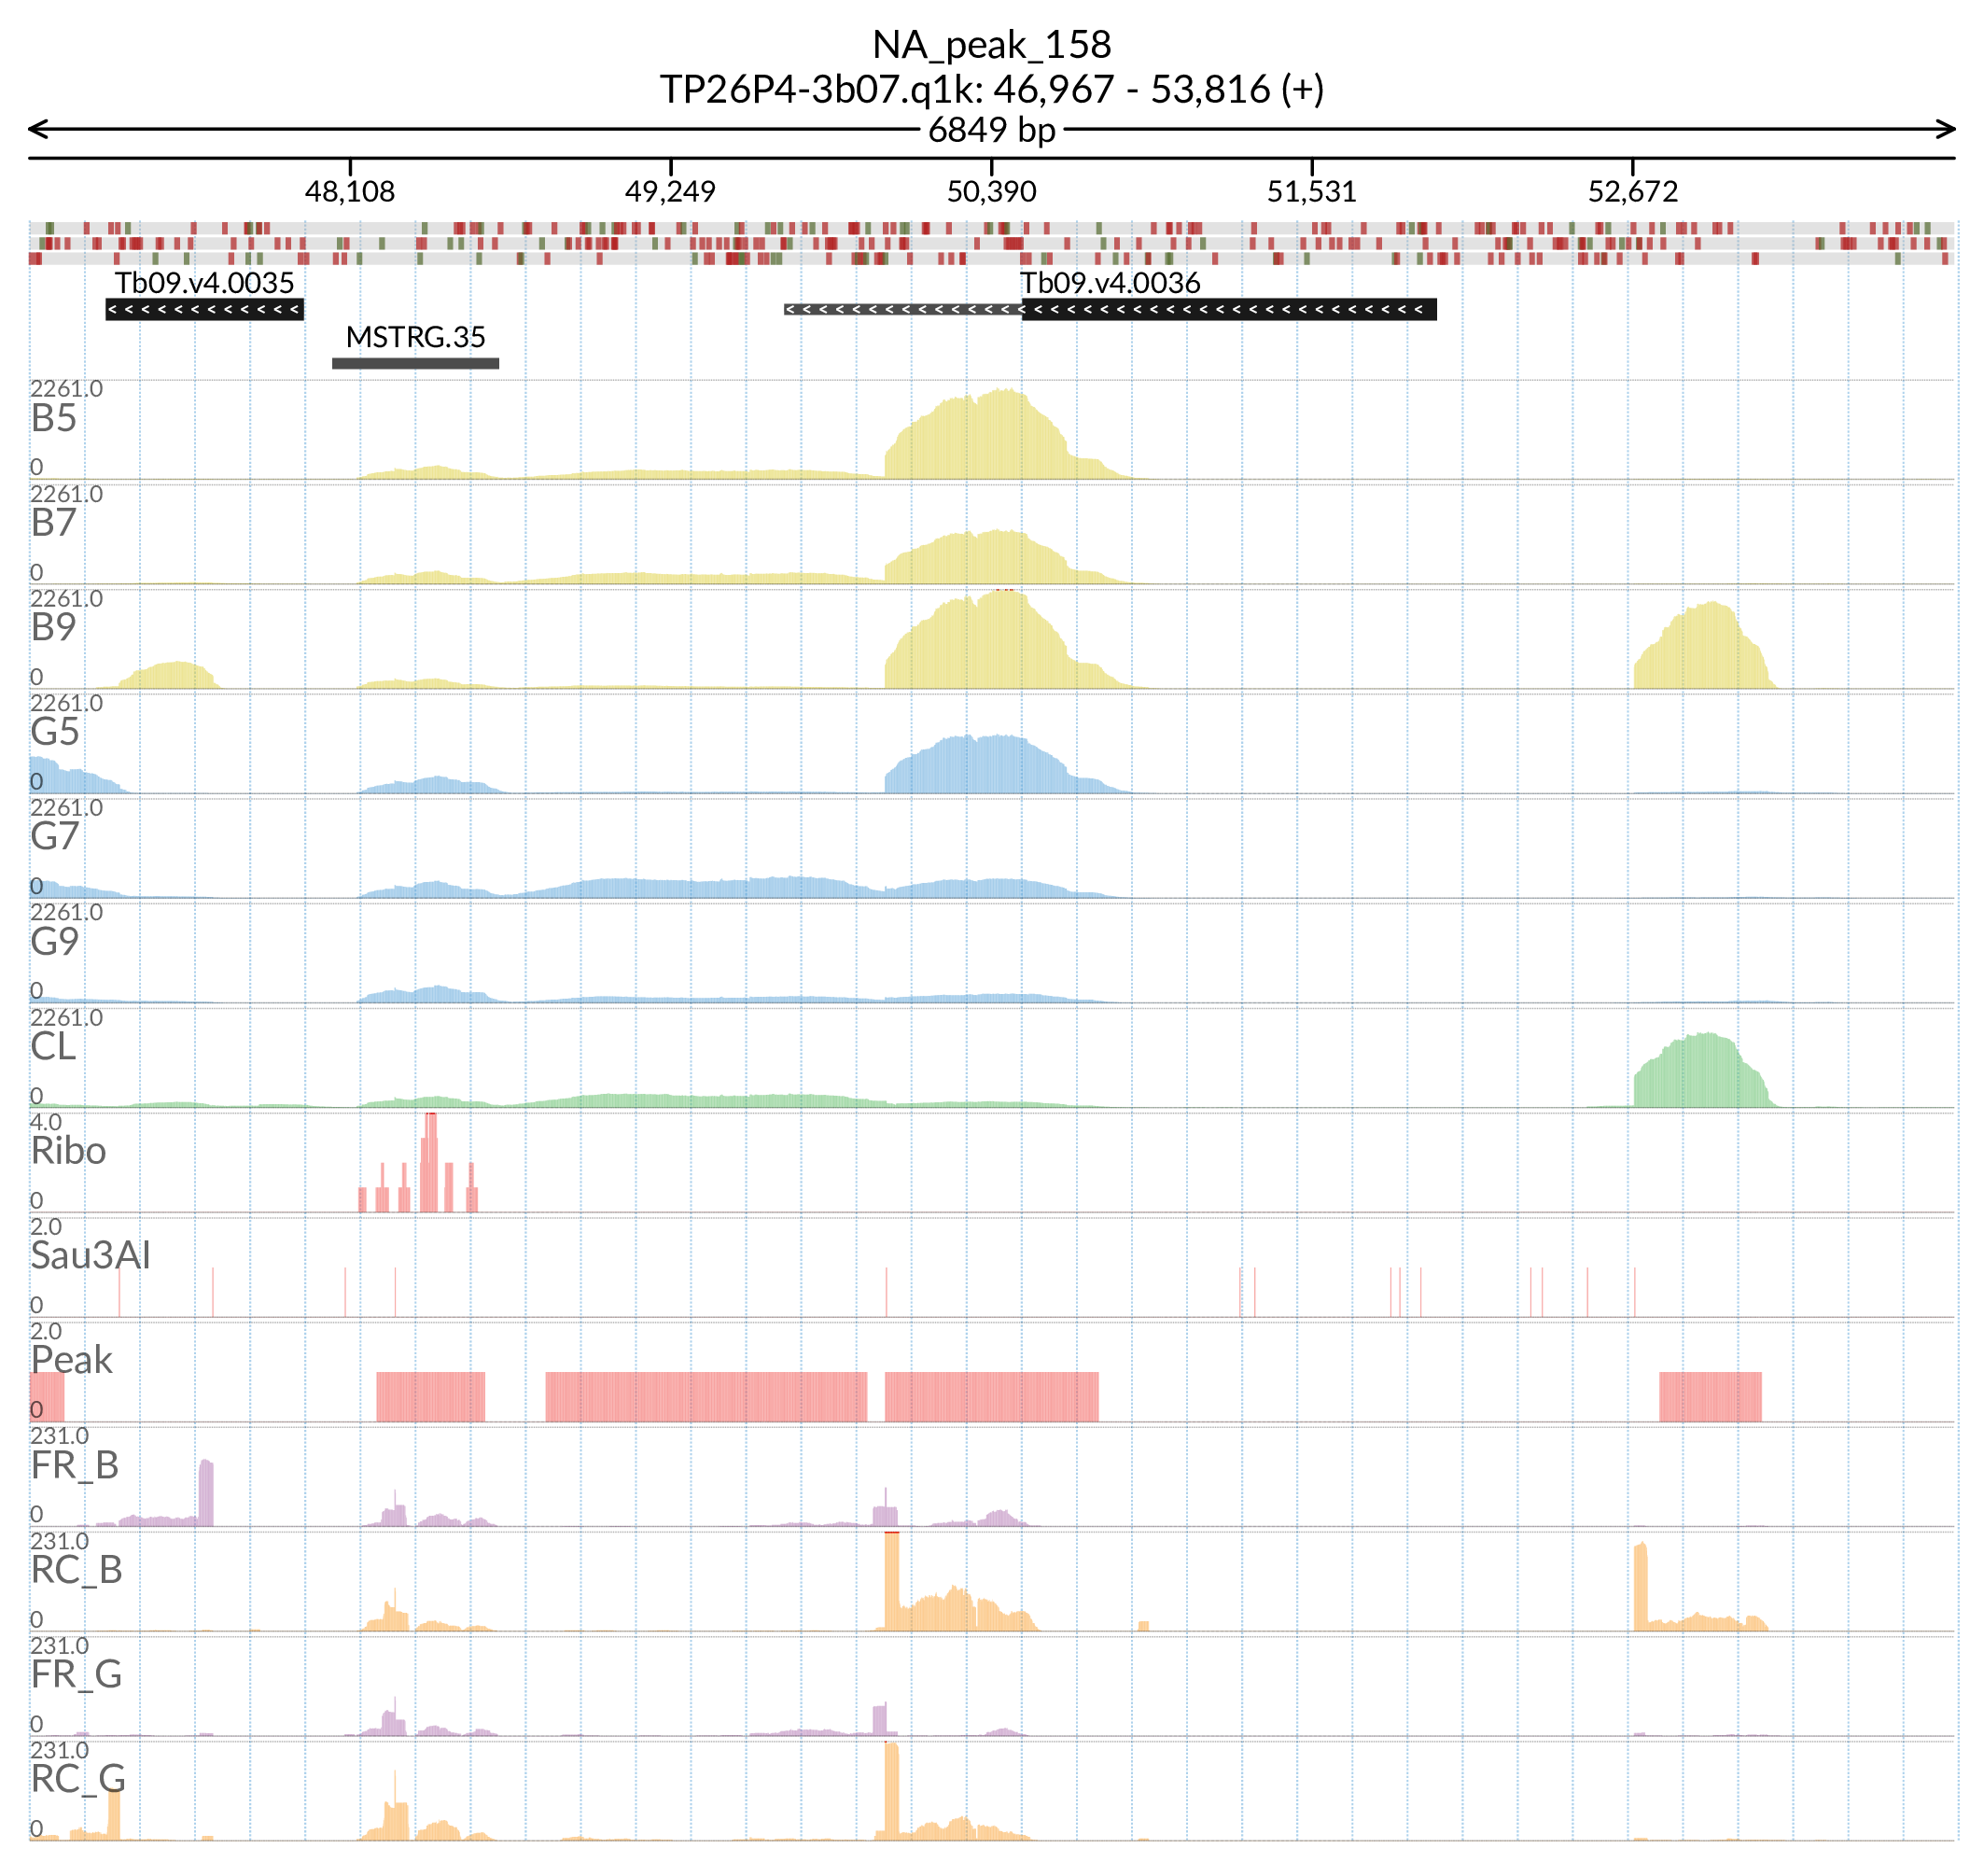 NA_peak_158
TP26P4-3b07.q1k: 46,967 - 53,816 (+)
6849 bp
48,108 49,249 50,390 51,531 52,672
Tb09.v4.0035 Tb09.v4.0036
MSTRG.35
2261.0
B5
0
2261.0
B7
0
2261.0
B9
0
2261.0
G5
0
2261.0
G7
0
2261.0
G9
0
2261.0
CL
0
4.0
Ribo
0
2.0
Sau3AI
0
2.0
Peak
0
231.0
FR_B
0
231.0
RC_B
0
231.0
FR_G
0
231.0
RC_G
0